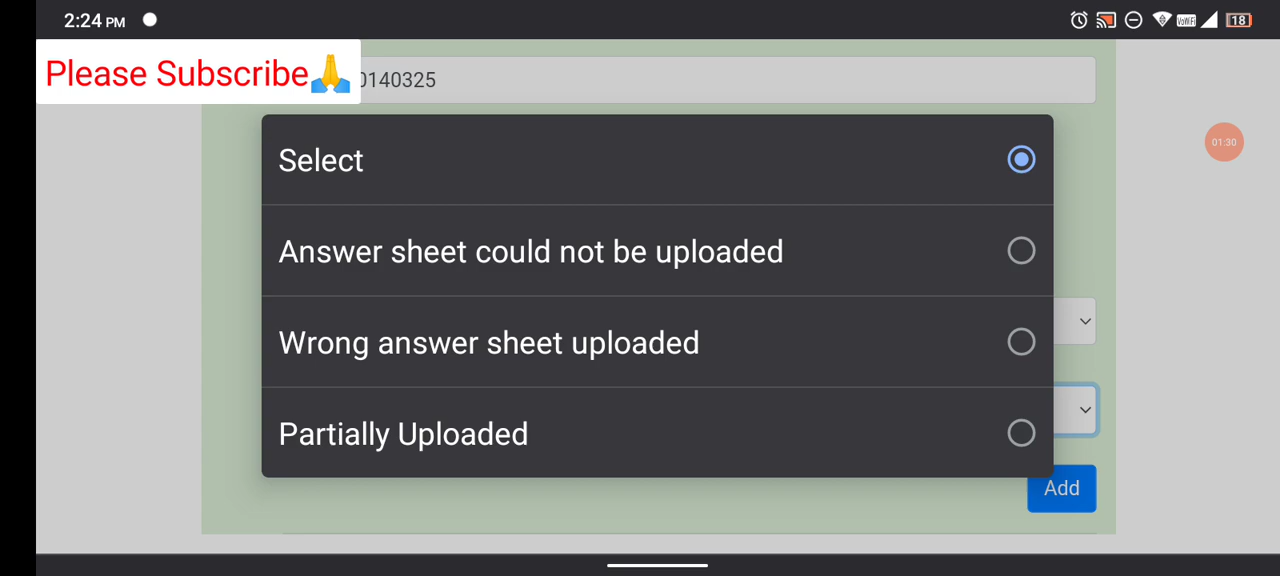 2:24 PM
VoWiFi
18
Please Subscribe🙏
0140325
01:30
Select
Answer sheet could not be uploaded
Wrong answer sheet uploaded
Partially Uploaded
Add